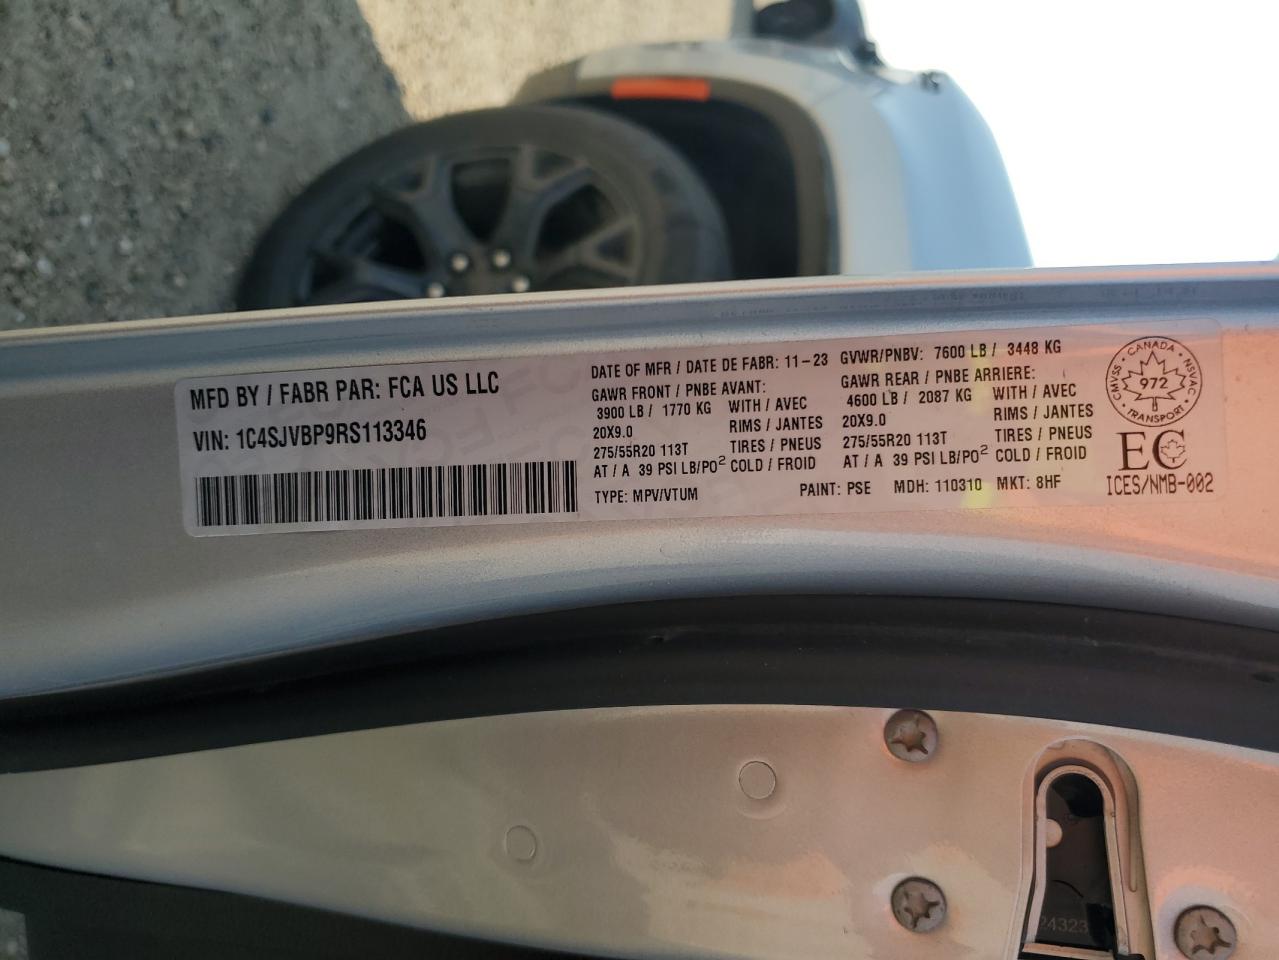 MFD BY / FABR PAR: FCA US LLC
VIN: 1C4SJVBP9RS113346
DATE OF MFR / DATE DE FABR: 11-23 GVWR/PNBV: 7600 LB / 3448 KG
GAWR FRONT / PNBE AVANT: GAWR REAR / PNBE ARRIERE:
3900 LB / 1770 KG WITH / AVEC 4600 LB / 2087 KG WITH / AVEC
20X9.0 RIMS / JANTES 20X9.0 RIMS / JANTES
275/55R20 113T TIRES / PNEUS 275/55R20 113T TIRES / PNEUS
AT / A 39 PSI LB/PO² COLD / FROID AT / A 39 PSI LB/PO² COLD / FROID
TYPE: MPV/VTUM PAINT: PSE MDH: 110310 MKT: 8HF
CANADA
CMVSS 972 NSVAC
TRANSPORT
EC
ICES/NMB-002
24323